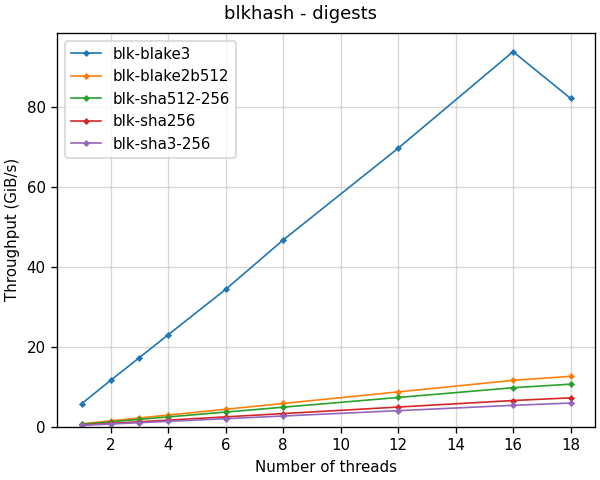 blkhash - digests
blk-blake3
blk-blake2b512
blk-sha512-256
blk-sha256
blk-sha3-256
Throughput (GiB/s)
80
60
40
20
0
2 4 6 8 10 12 14 16 18
Number of threads